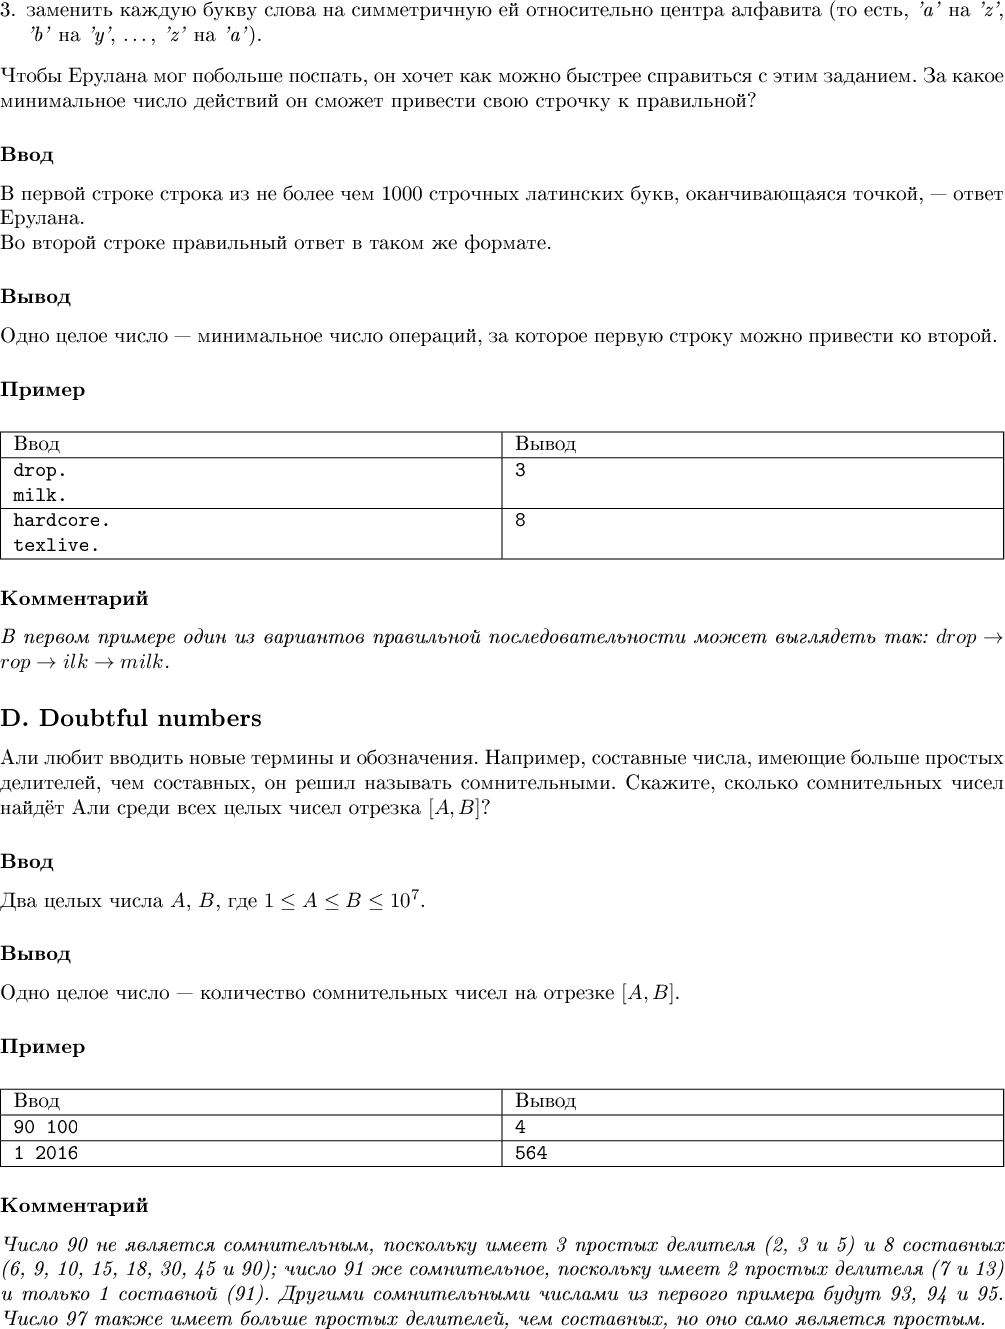 3. заменить каждую букву слова на симметричную ей относительно центра алфавита (то есть, 'a' на 'z',
'b' на 'y', ..., 'z' на 'a').
Чтобы Ерулана мог побольше поспать, он хочет как можно быстрее справиться с этим заданием. За какое
минимальное число действий он сможет привести свою строчку к правильной?
Ввод
В первой строке строка из не более чем 1000 строчных латинских букв, оканчивающаяся точкой, — ответ
Ерулана.
Во второй строке правильный ответ в таком же формате.
Вывод
Одно целое число — минимальное число операций, за которое первую строку можно привести ко второй.
Пример
Ввод Вывод
drop. 3
milk.
hardcore. 8
texlive.
Комментарий
В первом примере один из вариантов правильной последовательности может выглядеть так: drop →
rop → ilk → milk.
D. Doubtful numbers
Али любит вводить новые термины и обозначения. Например, составные числа, имеющие больше простых
делителей, чем составных, он решил называть сомнительными. Скажите, сколько сомнительных чисел
найдёт Али среди всех целых чисел отрезка [A, B]?
Ввод
Два целых числа A, B, где 1 ≤ A ≤ B ≤ 10⁷.
Вывод
Одно целое число — количество сомнительных чисел на отрезке [A, B].
Пример
Ввод Вывод
90 100 4
1 2016 564
Комментарий
Число 90 не является сомнительным, поскольку имеет 3 простых делителя (2, 3 и 5) и 8 составных
(6, 9, 10, 15, 18, 30, 45 и 90); число 91 же сомнительное, поскольку имеет 2 простых делителя (7 и 13)
и только 1 составной (91). Другими сомнительными числами из первого примера будут 93, 94 и 95.
Число 97 также имеет больше простых делителей, чем составных, но оно само является простым.